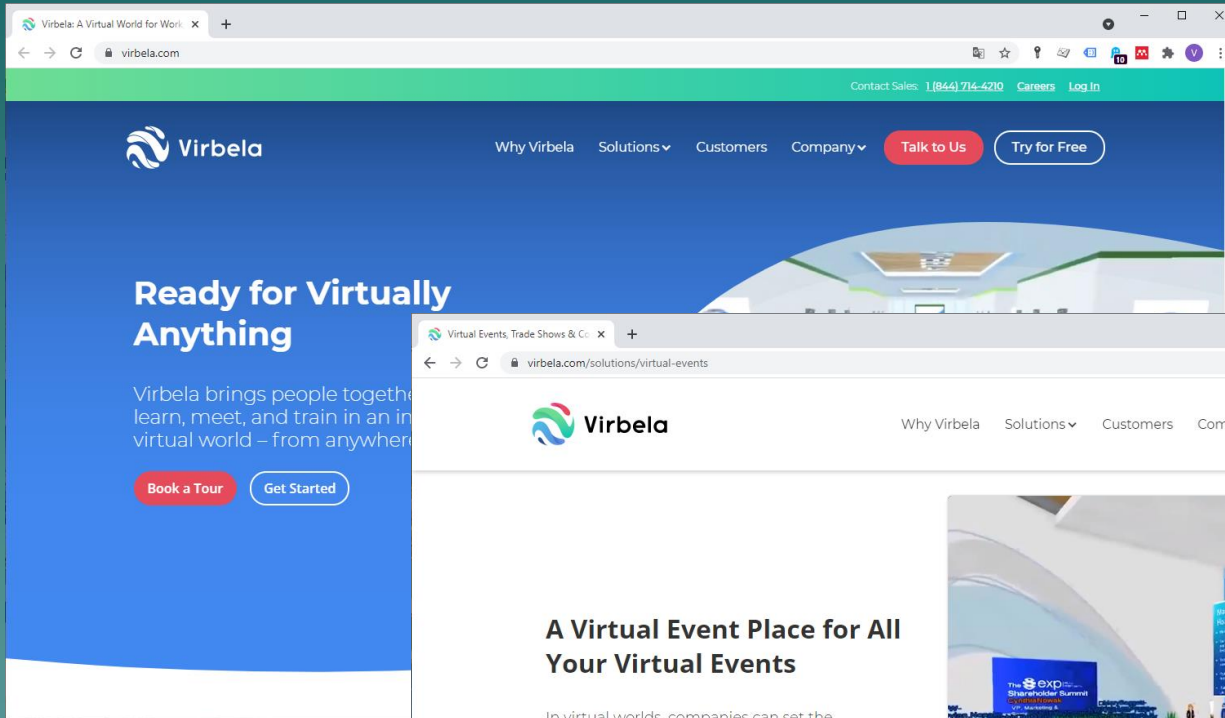 Virbela: A Virtual World for Work
virbela.com
10
V
Contact Sales: 1 (844) 714-4210 Careers Log In
Virbela
Why Virbela Solutions Customers Company Talk to Us Try for Free
Ready for Virtually
Anything
Virbela brings people togethe
learn, meet, and train in an in
virtual world – from anywher
Book a Tour Get Started
Virtual Events, Trade Shows & Co
virbela.com/solutions/virtual-events
Virbela
Why Virbela Solutions Customers Com
A Virtual Event Place for All
Your Virtual Events
In virtual worlds, companies can set the
The exp
Shareholder Summit